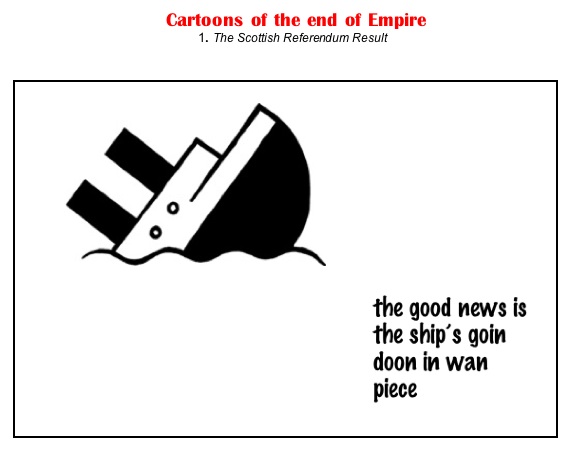 Cartoons of the end of Empire
1. The Scottish Referendum Result
the good news is
the ship's goin
doon in wan
piece